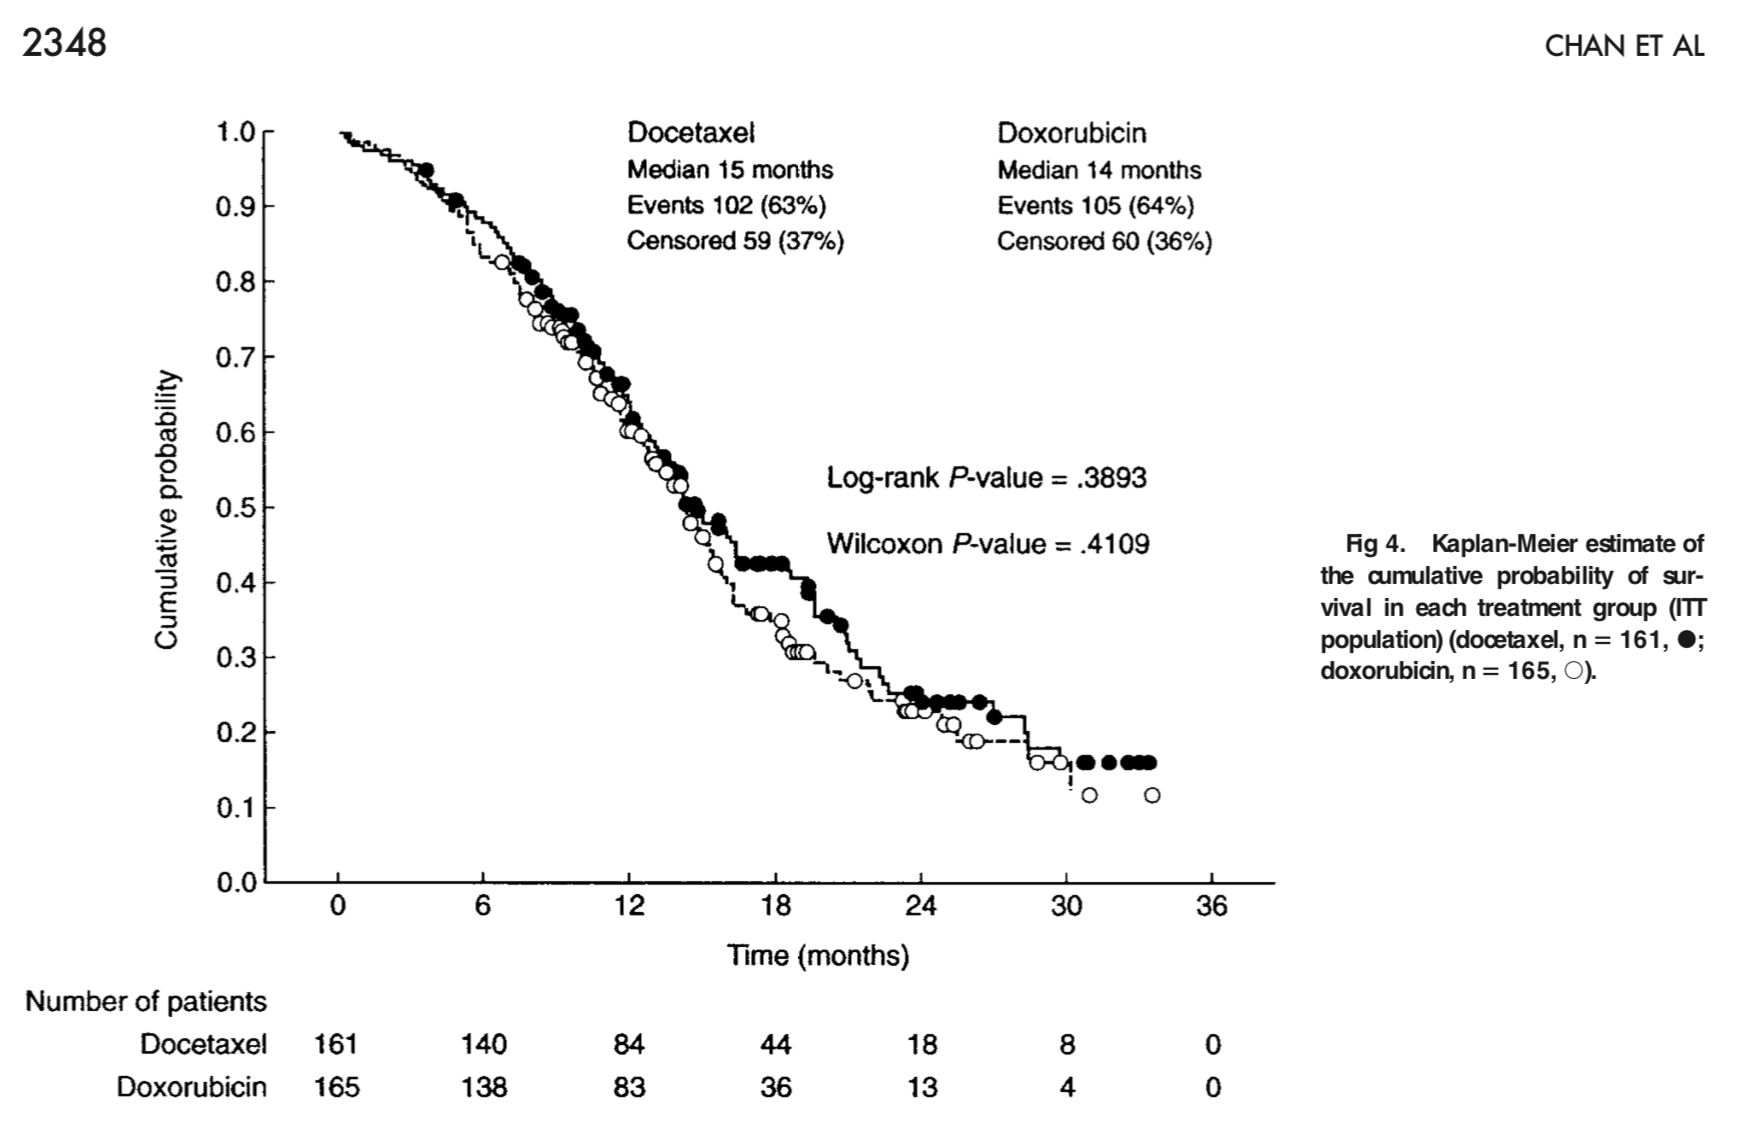 2348 CHAN ET AL
1.0
0.9
0.8
0.7
0.6
0.5
0.4
0.3
0.2
0.1
0.0
Cumulative probability
Docetaxel
Median 15 months
Events 102 (63%)
Censored 59 (37%)
Doxorubicin
Median 14 months
Events 105 (64%)
Censored 60 (36%)
Log-rank P-value = .3893
Wilcoxon P-value = .4109
0 6 12 18 24 30 36
Time (months)
Number of patients
Docetaxel 161 140 84 44 18 8 0
Doxorubicin 165 138 83 36 13 4 0
Fig 4. Kaplan-Meier estimate of
the cumulative probability of sur-
vival in each treatment group (ITT
population) (docetaxel, n = 161, ●;
doxorubicin, n = 165, ○).